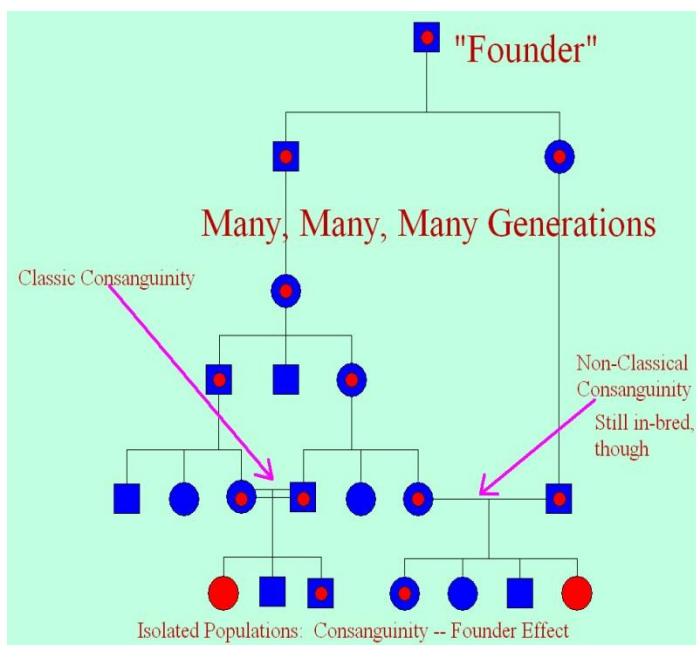 "Founder"
Many, Many, Many Generations
Classic Consanguinity
Non-Classical
Consanguinity
Still in-bred,
though
Isolated Populations: Consanguinity -- Founder Effect